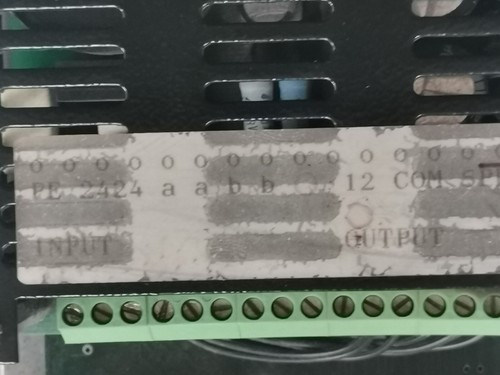 PE 2424 a a b b 12 COM
INPUT OUTPUT